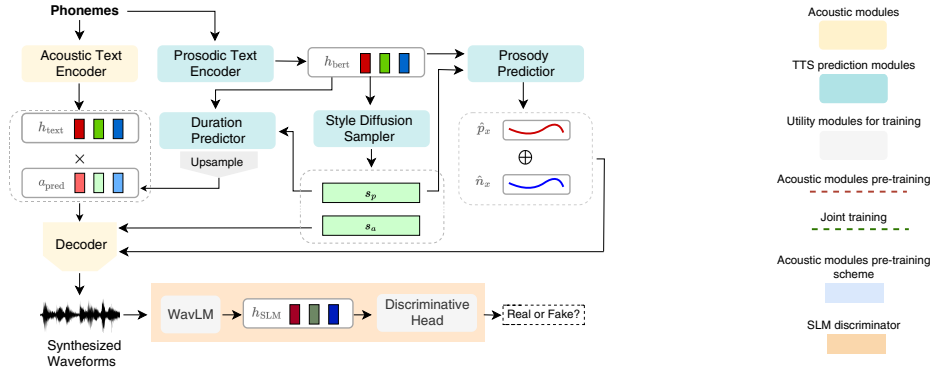 Phonemes
Acoustic Text
Encoder
Prosodic Text
Encoder
h_bert
Prosody
Predictior
h_text
×
a_pred
Duration
Predictor
Upsample
Style Diffusion
Sampler
s_p
s_a
p̂_x
⊕
n̂_x
Decoder
Synthesized
Waveforms
WavLM
h_SLM
Discriminative
Head
Real or Fake?
Acoustic modules
TTS prediction modules
Utility modules for training
Acoustic modules pre-training
Joint training
Acoustic modules pre-training
scheme
SLM discriminator